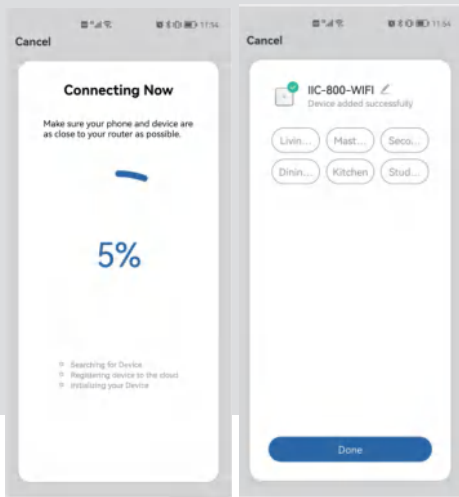 11:54
Cancel
Connecting Now
Make sure your phone and device are
as close to your router as possible.
5%
Searching for Device
Registering device to the cloud
Initializing your Device
11:54
Cancel
IIC-800-WIFI
Device added successfully
Livin...
Mast...
Seco...
Dinin...
Kitchen
Stud...
Done